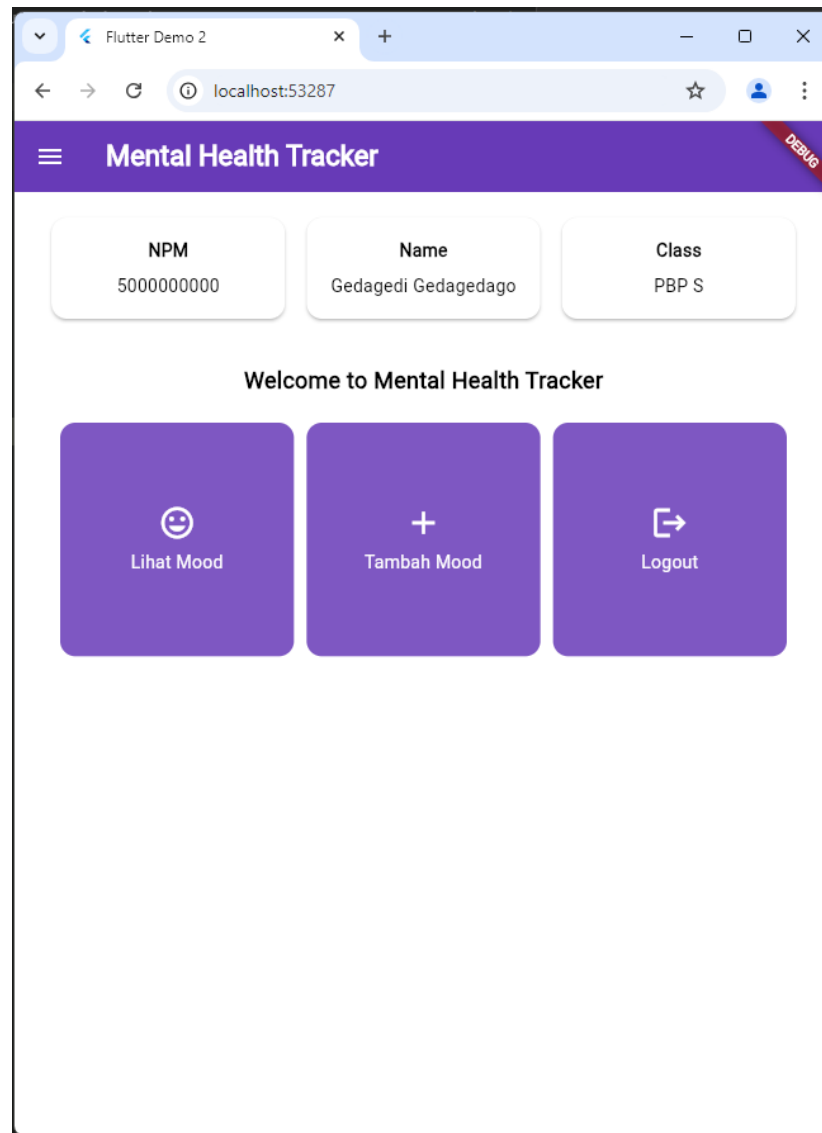 Flutter Demo 2
localhost:53287
Mental Health Tracker
DEBUG
NPM
5000000000
Name
Gedagedi Gedagedago
Class
PBP S
Welcome to Mental Health Tracker
Lihat Mood
Tambah Mood
Logout